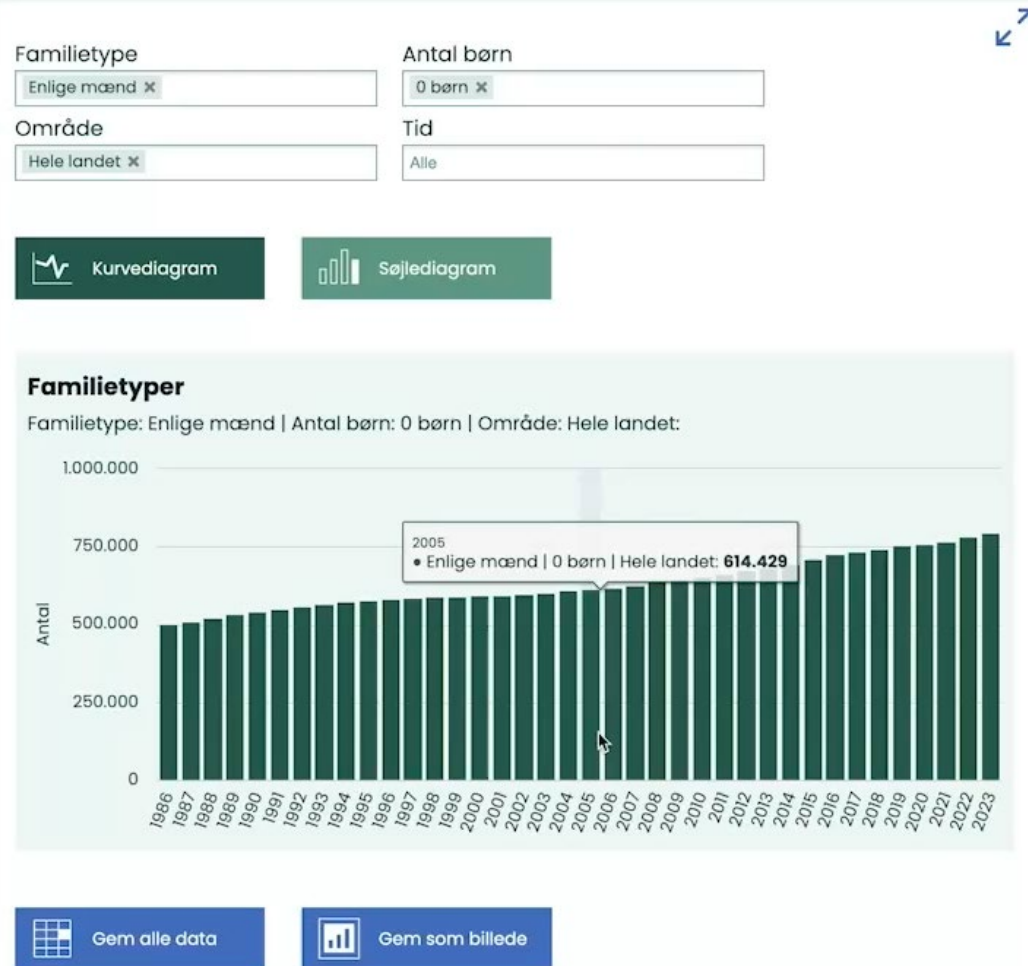 Familietype
Antal børn
Enlige mænd ×
0 børn ×
Område
Tid
Hele landet ×
Alle
Kurvediagram
Søjlediagram
Familietyper
Familietype: Enlige mænd | Antal børn: 0 børn | Område: Hele landet:
1.000.000
750.000
500.000
250.000
0
Antal
2005
• Enlige mænd | 0 børn | Hele landet: 614.429
1986 1987 1988 1989 1990 1991 1992 1993 1994 1995 1996 1997 1998 1999 2000 2001 2002 2003 2004 2005 2006 2007 2008 2009 2010 2011 2012 2013 2014 2015 2016 2017 2018 2019 2020 2021 2022 2023
Gem alle data
Gem som billede